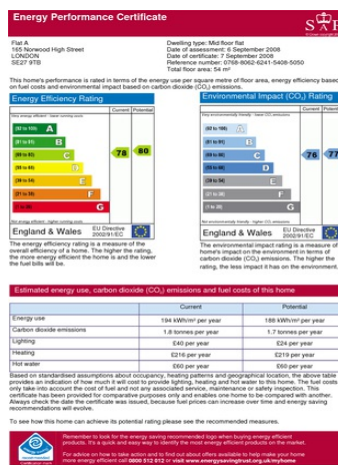 Energy Performance Certificate
SAP
Flat A
165 Norwood High Street
LONDON
SE27 9TB
Dwelling type: Mid floor flat
Date of assessment: 6 September 2008
Date of certificate: 7 September 2008
Reference number: 0768-8062-6241-5408-5050
Total floor area: 54 m²
This home's performance is rated in terms of the energy use per square metre of floor area, energy efficiency based
on fuel costs and environmental impact based on carbon dioxide (CO₂) emissions.
Energy Efficiency Rating
Current Potential
Very energy efficient - lower running costs
(92 to 100) A
(81 to 91) B
(69 to 80) C
(55 to 68) D
(39 to 54) E
(21 to 38) F
(1 to 20) G
78 80
Not energy efficient - higher running costs
England & Wales
EU Directive
2002/91/EC
The energy efficiency rating is a measure of the
overall efficiency of a home. The higher the rating,
the more energy efficient the home is and the lower
the fuel bills will be.
Environmental Impact (CO₂) Rating
Current Potential
Very environmentally friendly - lower CO₂ emissions
(92 to 100) A
(81 to 91) B
(69 to 80) C
(55 to 68) D
(39 to 54) E
(21 to 38) F
(1 to 20) G
76 77
Not environmentally friendly - higher CO₂ emissions
England & Wales
EU Directive
2002/91/EC
The environmental impact rating is a measure of
home's impact on the environment in terms of
carbon dioxide (CO₂) emissions. The higher the
rating, the less impact it has on the environment.
Estimated energy use, carbon dioxide (CO₂) emissions and fuel costs of this home
Current Potential
Energy use 194 kWh/m² per year 188 kWh/m² per year
Carbon dioxide emissions 1.8 tonnes per year 1.7 tonnes per year
Lighting £40 per year £24 per year
Heating £216 per year £219 per year
Hot water £60 per year £60 per year
Based on standardised assumptions about occupancy, heating patterns and geographical location, the above table
provides an indication of how much it will cost to provide lighting, heating and hot water to this home. The fuel costs
only take into account the cost of fuel and not any associated service, maintenance or safety inspection. This
certificate has been provided for comparative purposes only and enables one home to be compared with another.
Always check the date the certificate was issued, because fuel prices can increase over time and energy saving
recommendations will evolve.
To see how this home can achieve its potential rating please see the recommended measures.
Remember to look for the energy saving recommended logo when buying energy efficient
products. It's a quick and easy way to identify the most energy efficient products on the market.
For advice on how to take action and to find out about offers available to help make your home
more energy efficient call 0800 512 012 or visit www.energysavingtrust.org.uk/myhome